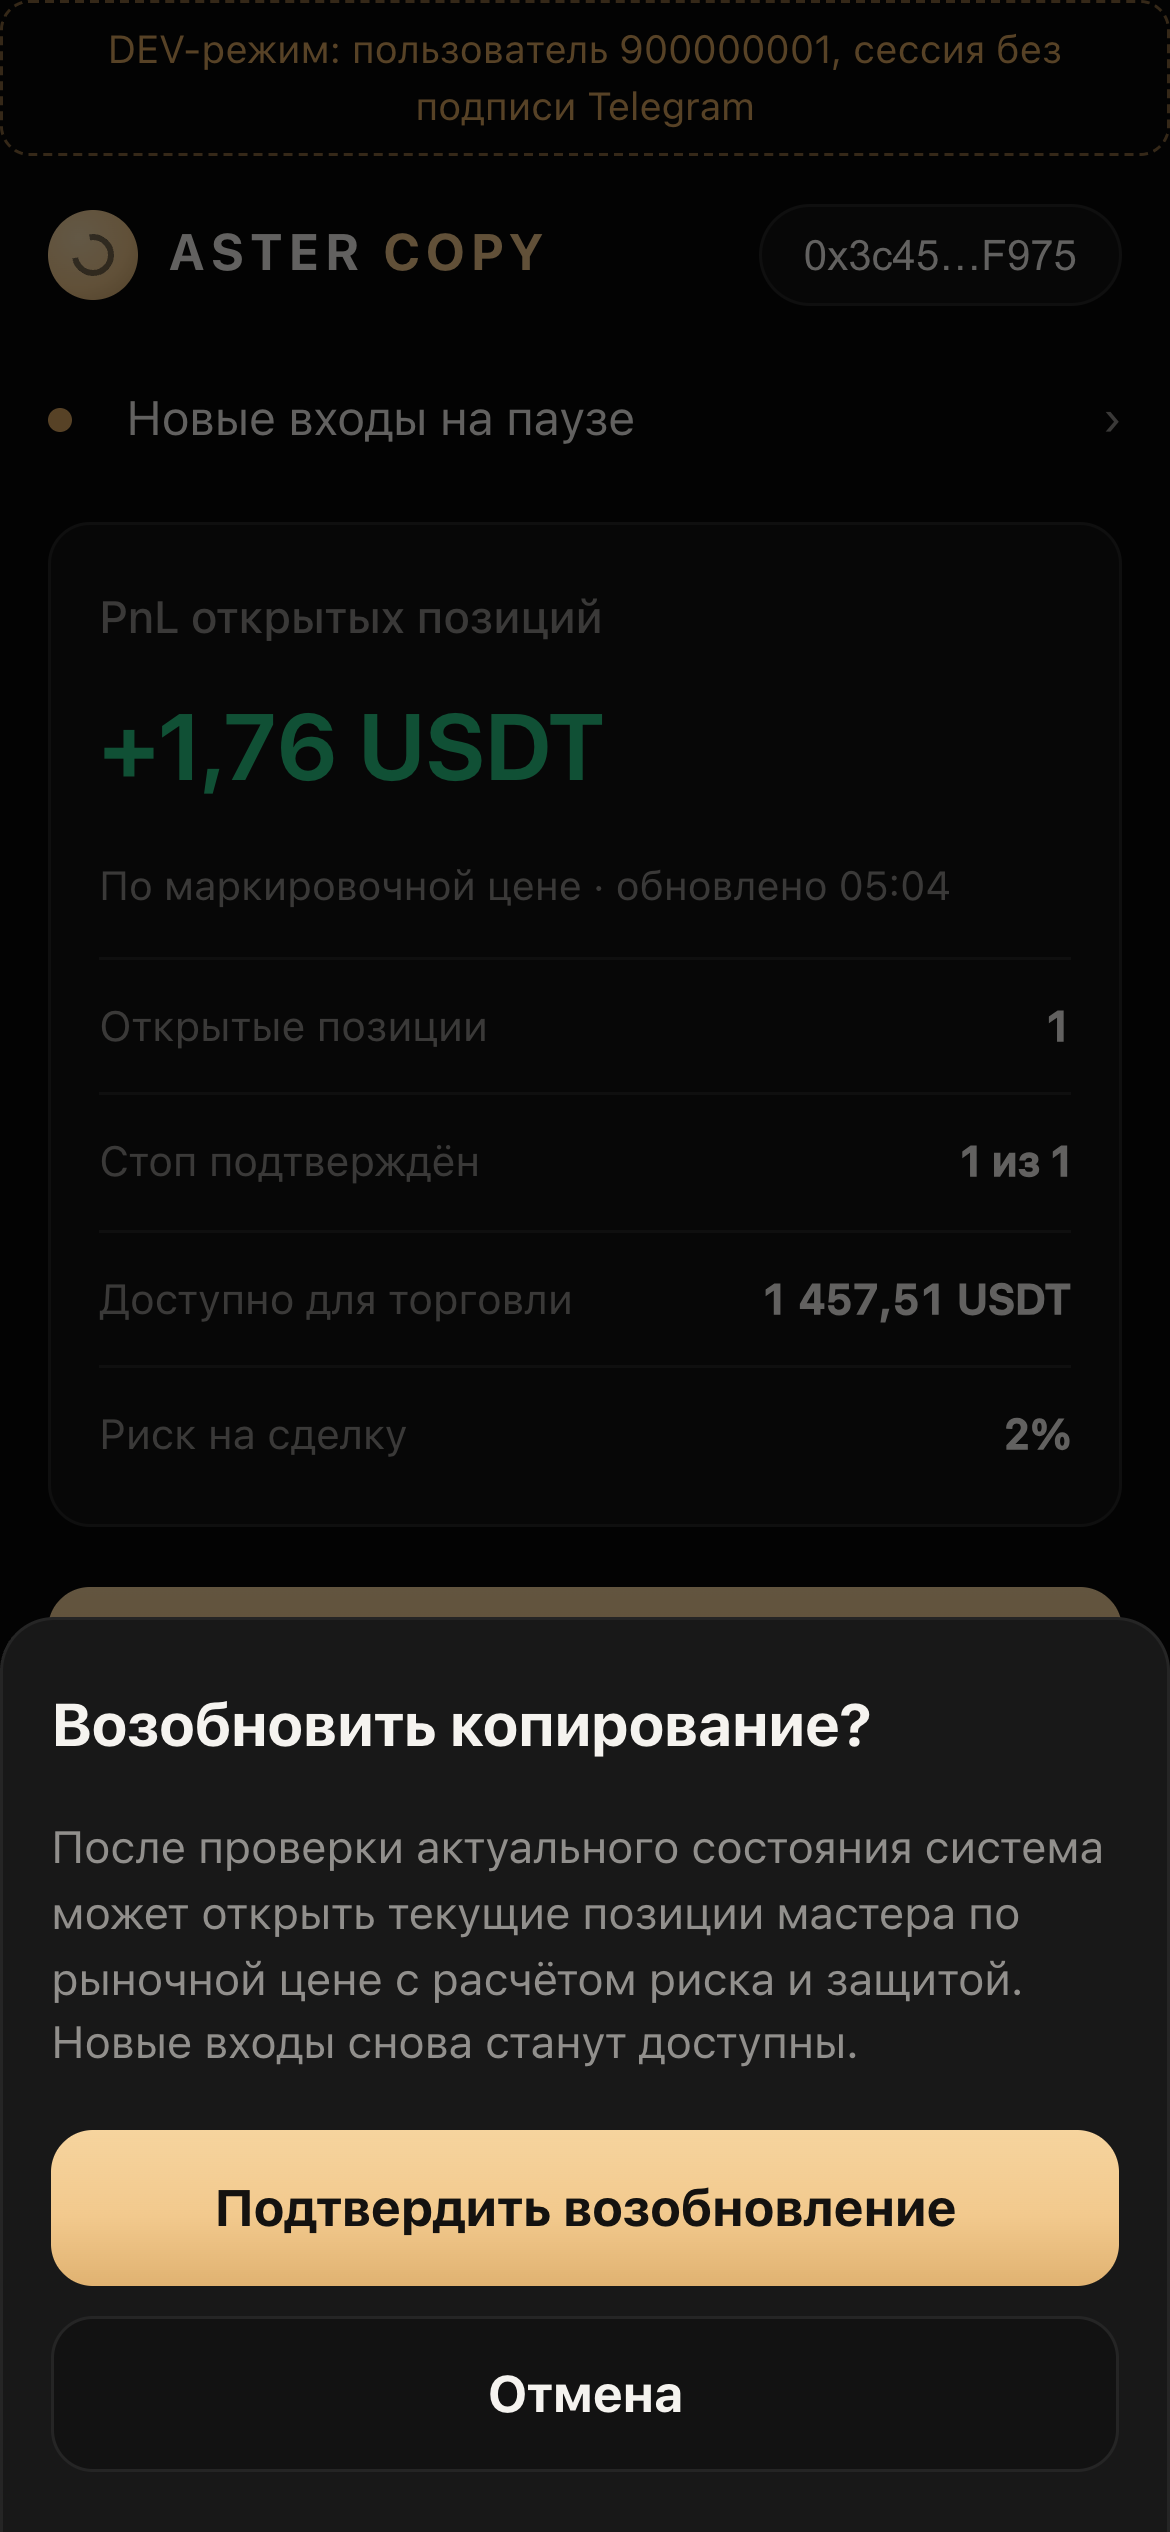 DEV-режим: пользователь 900000001, сессия без
подписи Telegram
ASTER COPY
0x3c45...F975
Новые входы на паузе ›
PnL открытых позиций
+1,76 USDT
По маркировочной цене · обновлено 05:04
Открытые позиции 1
Стоп подтверждён 1 из 1
Доступно для торговли 1 457,51 USDT
Риск на сделку 2%
Возобновить копирование?
После проверки актуального состояния система
может открыть текущие позиции мастера по
рыночной цене с расчётом риска и защитой.
Новые входы снова станут доступны.
Подтвердить возобновление
Отмена